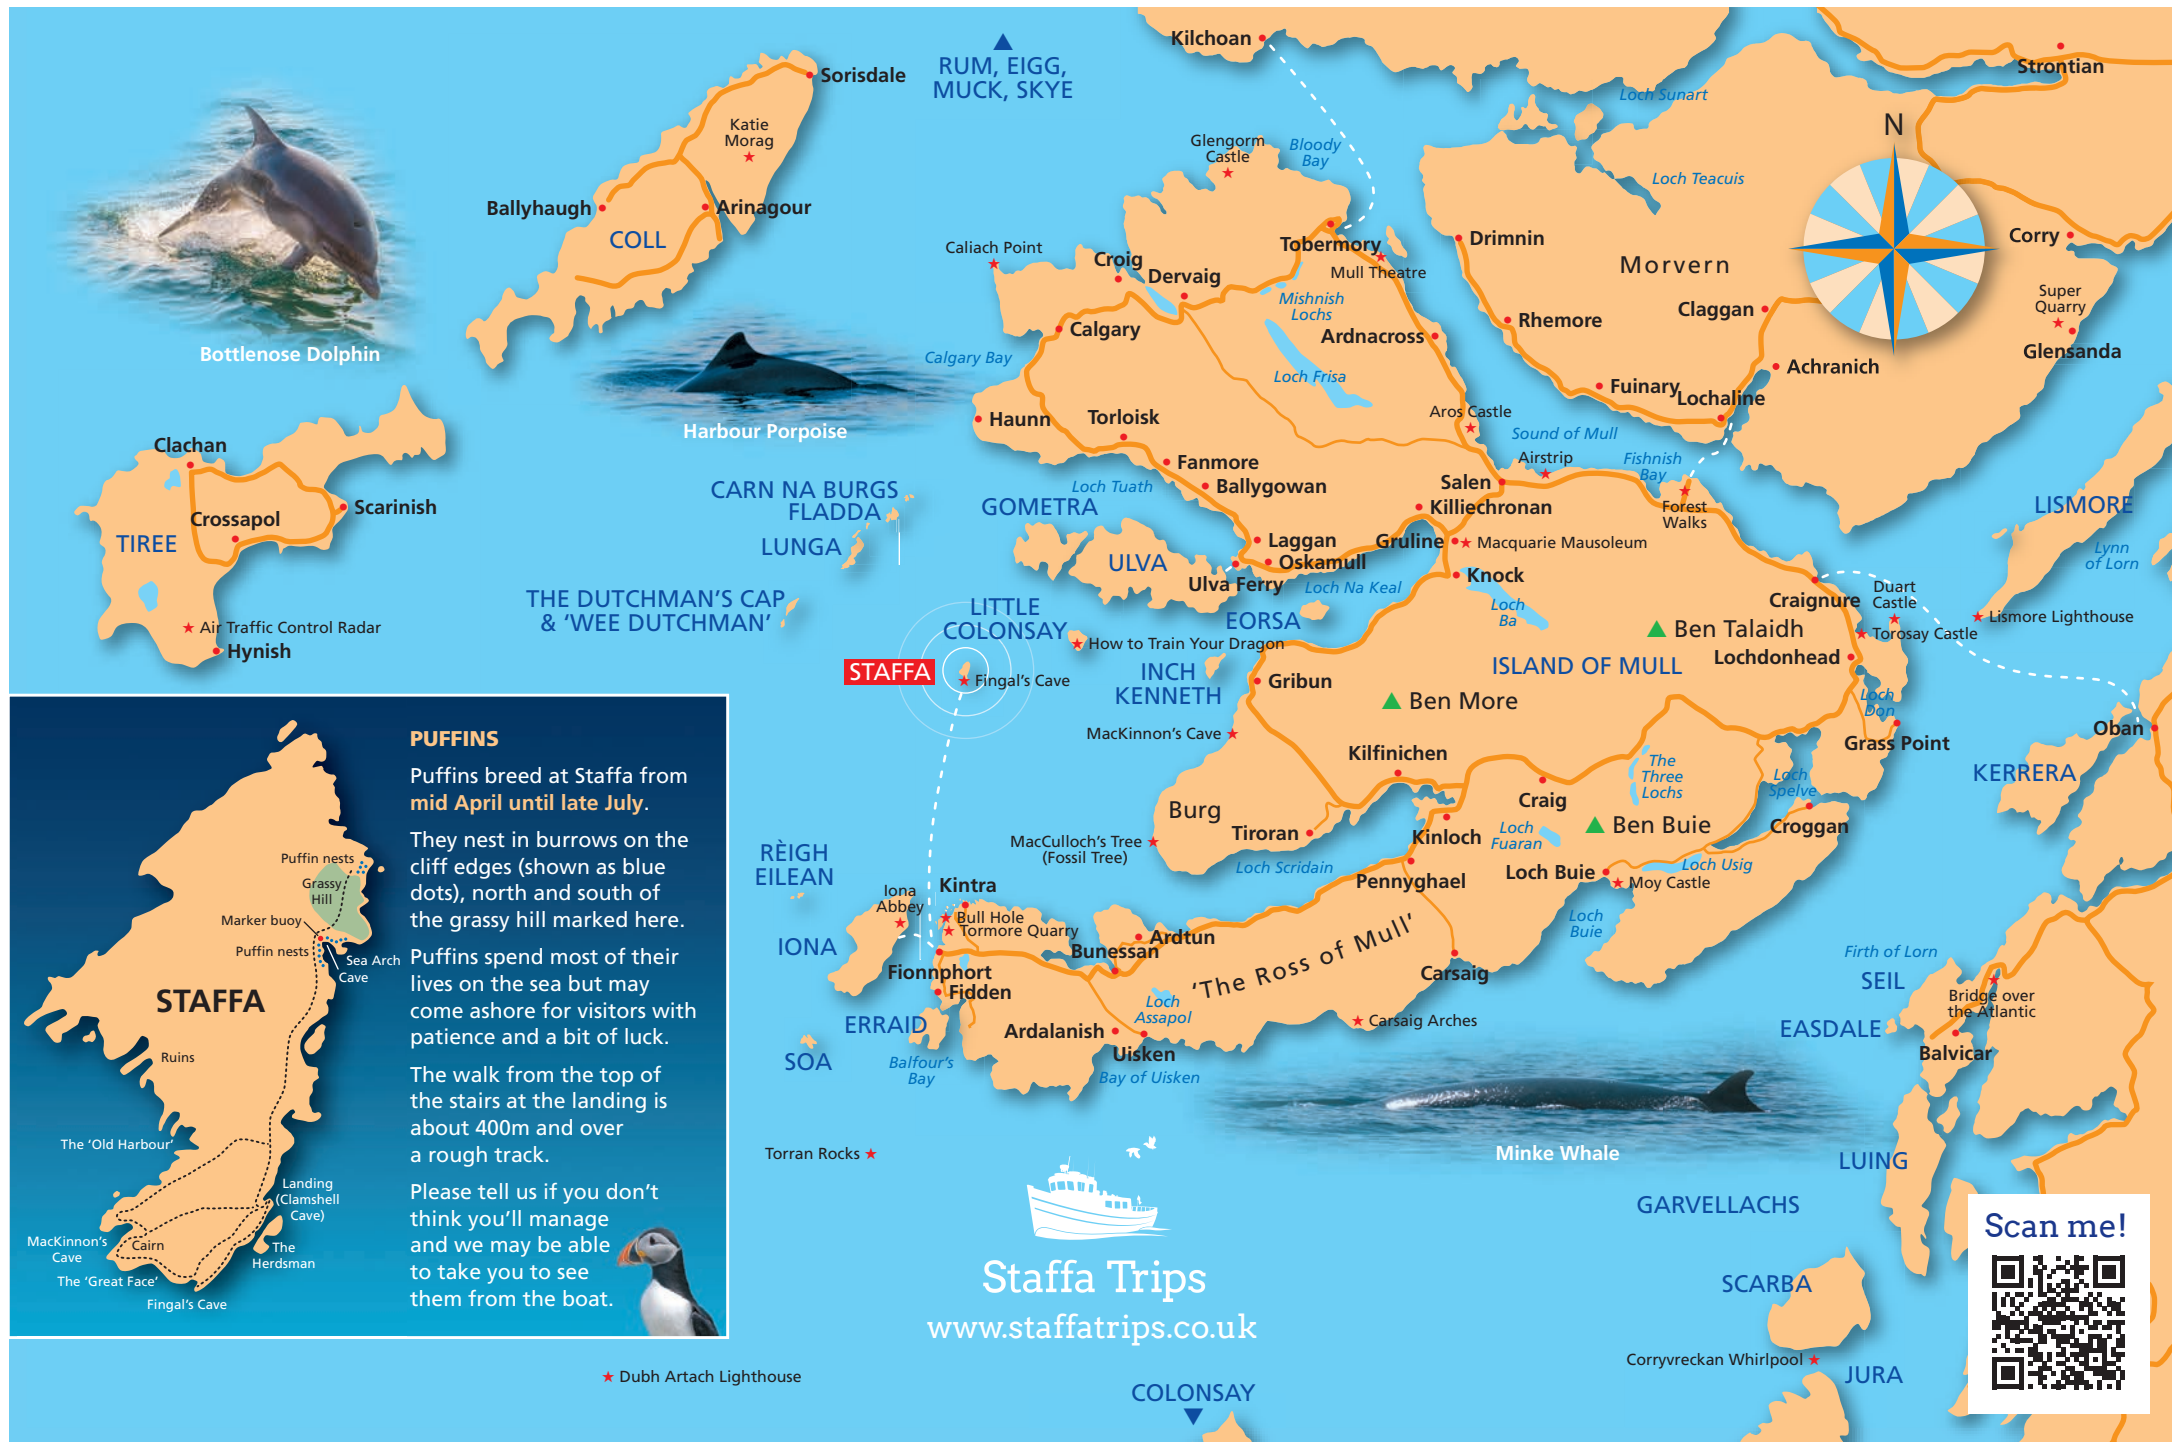 Kilchoan
RUM, EIGG,
MUCK, SKYE
Strontian
Loch Sunart
Sorisdale
Katie
Morag
Glengorm
Castle
Bloody
Bay
N
Loch Teacuis
Ballyhaugh
Arinagour
COLL
Caliach Point
Tobermory
Mull Theatre
Drimnin
Morvern
Corry
Croig
Dervaig
Mishnish
Lochs
Claggan
Super
Quarry
Glensanda
Calgary
Ardnacross
Rhemore
Bottlenose Dolphin
Calgary Bay
Loch Frisa
Achranich
Fuinary
Lochaline
Haunn
Torloisk
Aros Castle
Harbour Porpoise
Sound of Mull
Clachan
Fanmore
Airstrip
Fishnish
Bay
CARN NA BURGS
FLADDA
Loch Tuath
Ballygowan
Salen
Scarinish
GOMETRA
Killiechronan
Forest
Walks
LISMORE
Crossapol
TIREE
LUNGA
ULVA
Laggan
Oskamull
Gruline
Macquarie Mausoleum
Lynn
of Lorn
Ulva Ferry
Loch Na Keal
Knock
THE DUTCHMAN'S CAP
& 'WEE DUTCHMAN'
LITTLE
COLONSAY
EORSA
Loch
Ba
Craignure
Duart
Castle
Lismore Lighthouse
Air Traffic Control Radar
Hynish
How to Train Your Dragon
Ben Talaidh
Torosay Castle
STAFFA
Fingal's Cave
INCH
KENNETH
Gribun
ISLAND OF MULL
Lochdonhead
Ben More
Loch
Don
MacKinnon's Cave
Oban
Grass Point
Kilfinichen
The
Three
Lochs
Loch
Spelve
KERRERA
Burg
Craig
MacCulloch's Tree
(Fossil Tree)
Tiroran
Kinloch
Loch
Fuaran
Ben Buie
Croggan
RÈIGH
EILEAN
Loch Scridain
Pennyghael
Loch Buie
Loch Usig
Moy Castle
Iona
Abbey
Kintra
Bull Hole
Tormore Quarry
IONA
Ardtun
Bunessan
'The Ross of Mull'
Loch
Buie
Firth of Lorn
Fionnphort
Fidden
Carsaig
SEIL
Bridge over
the Atlantic
Loch
Assapol
ERRAID
Ardalanish
Carsaig Arches
EASDALE
Balvicar
SOA
Balfour's
Bay
Uisken
Bay of Uisken
Minke Whale
Torran Rocks
LUING
GARVELLACHS
SCARBA
Corryvreckan Whirlpool
JURA
Staffa Trips
www.staffatrips.co.uk
Dubh Artach Lighthouse
COLONSAY
Scan me!
PUFFINS
Puffins breed at Staffa from
mid April until late July.
They nest in burrows on the
cliff edges (shown as blue
dots), north and south of
the grassy hill marked here.
Puffins spend most of their
lives on the sea but may
come ashore for visitors with
patience and a bit of luck.
The walk from the top of
the stairs at the landing is
about 400m and over
a rough track.
Please tell us if you don't
think you'll manage
and we may be able
to take you to see
them from the boat.
Puffin nests
Grassy
Hill
Marker buoy
Puffin nests
Sea Arch
Cave
STAFFA
Ruins
The 'Old Harbour'
Landing
(Clamshell
Cave)
MacKinnon's
Cave
Cairn
The
Herdsman
The 'Great Face'
Fingal's Cave